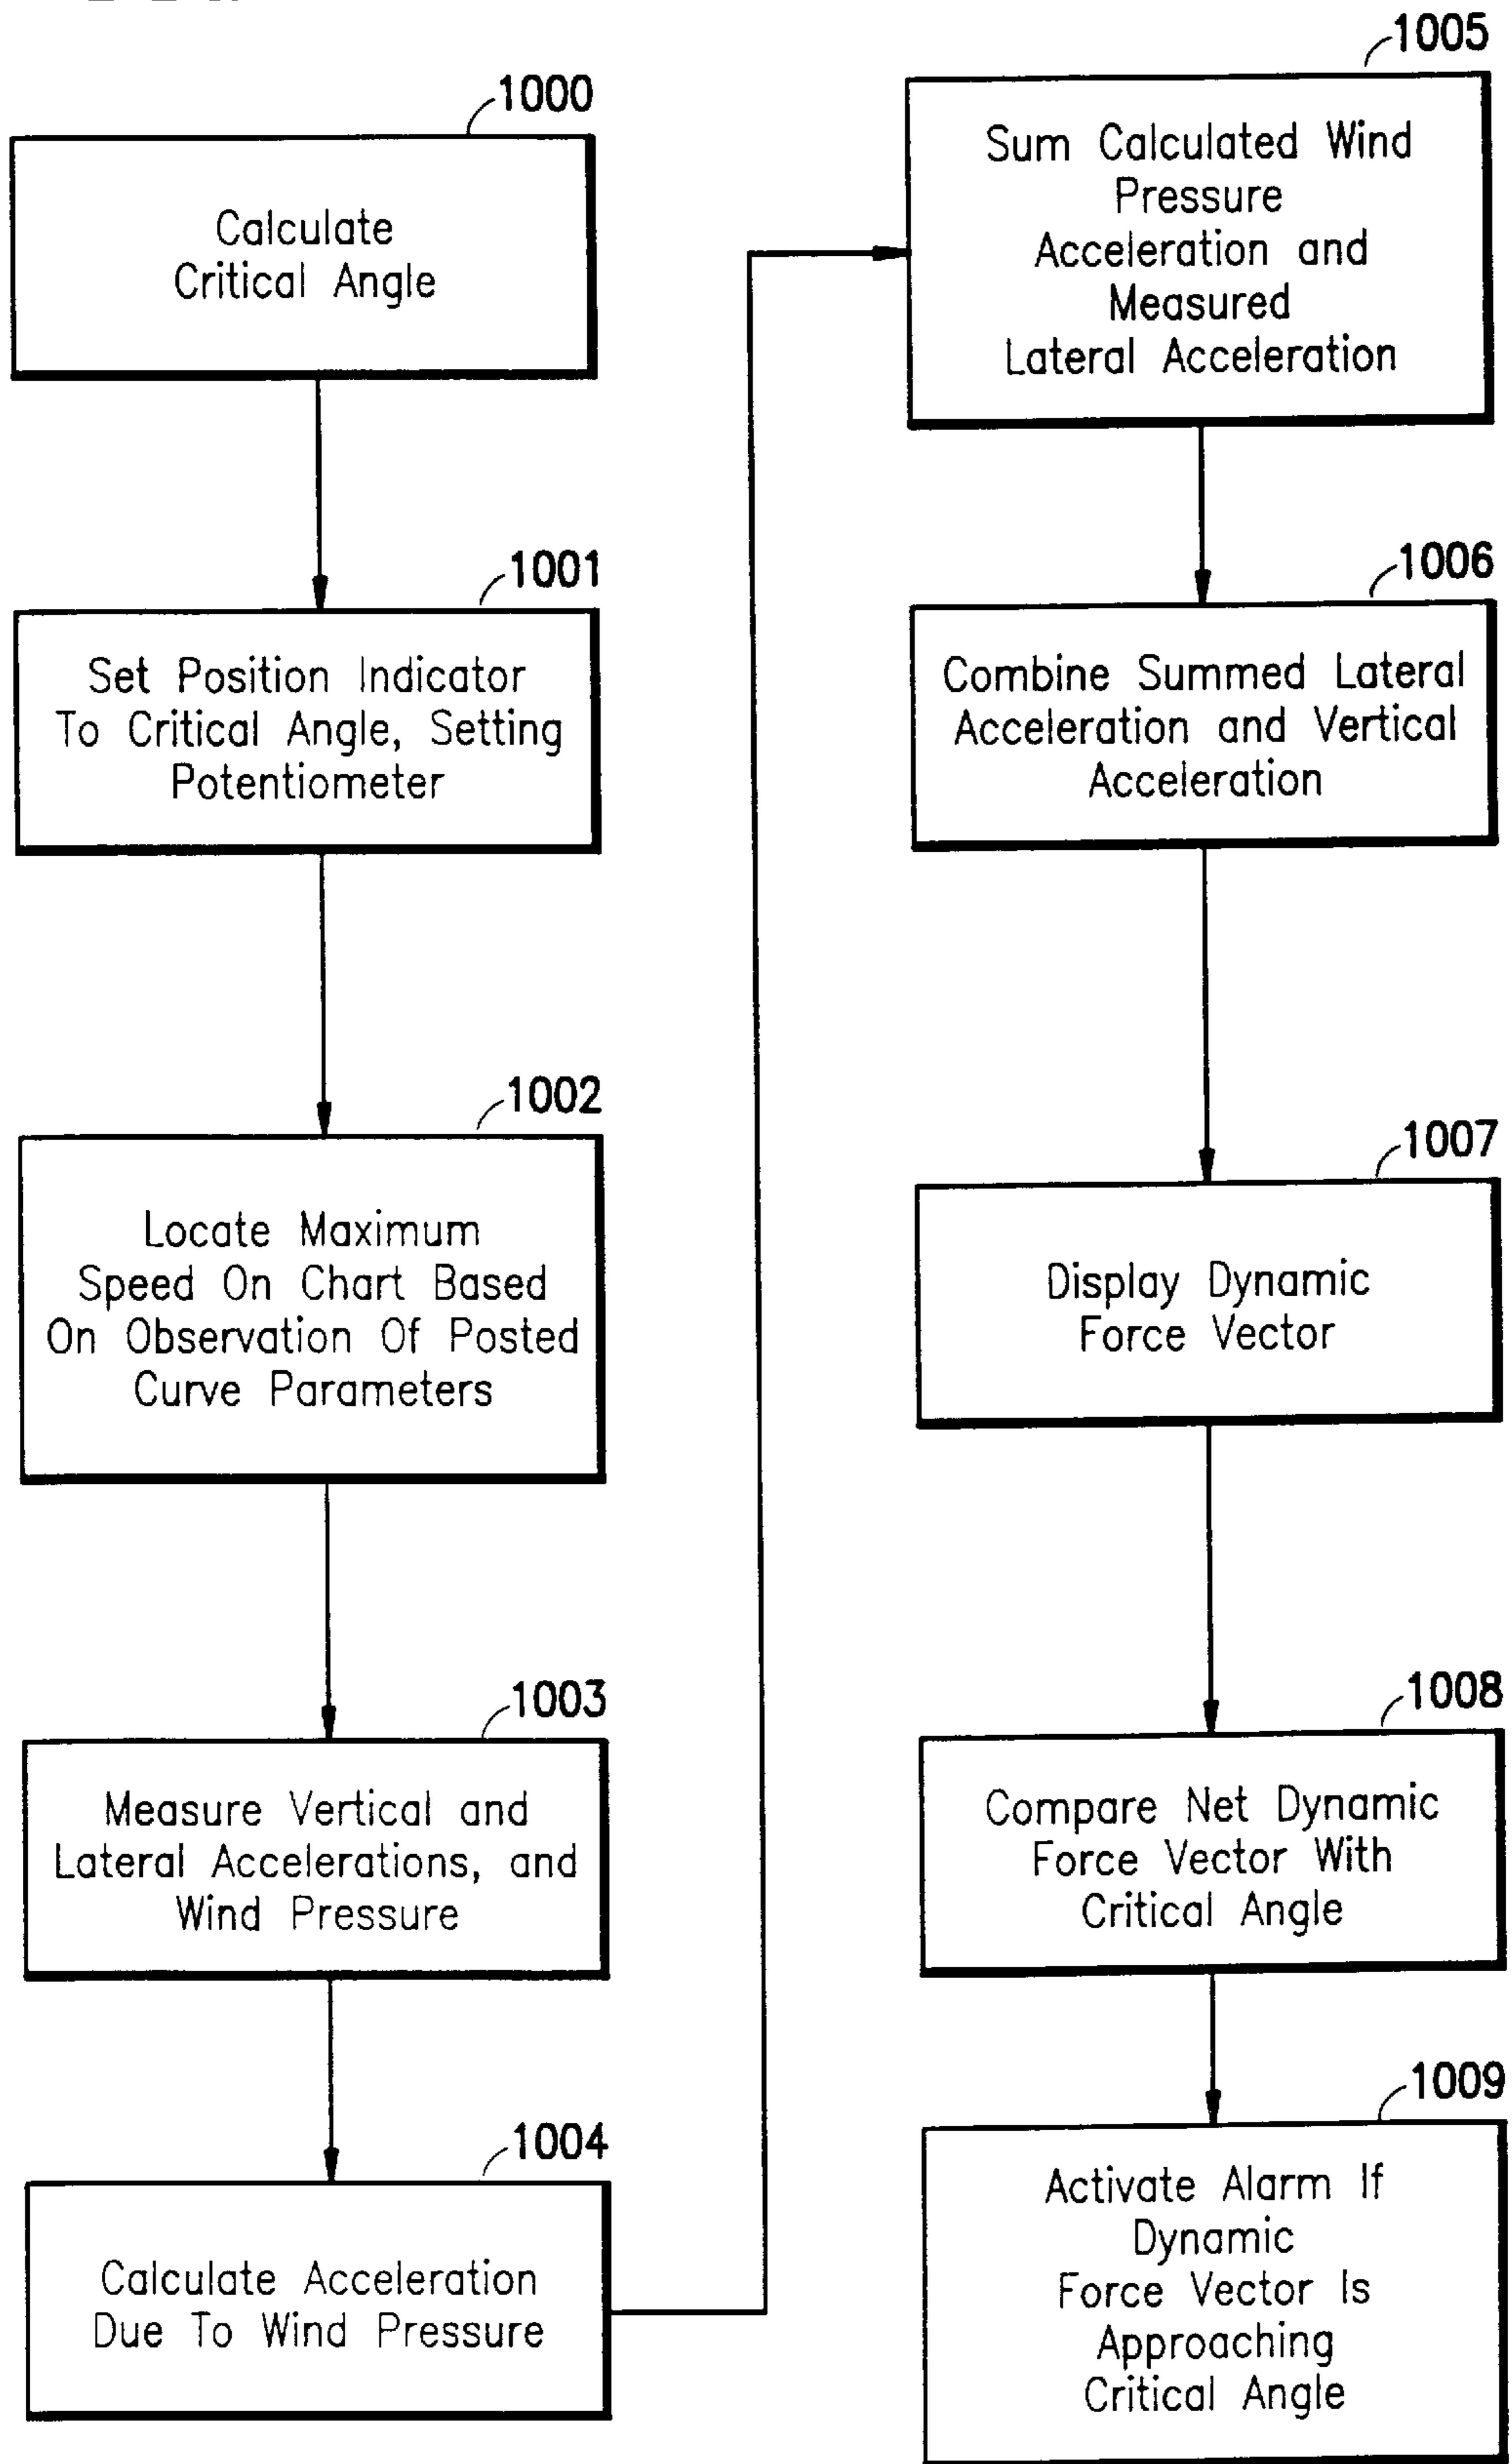 1000
Calculate
Critical Angle
1001
Set Position Indicator
To Critical Angle, Setting
Potentiometer
1002
Locate Maximum
Speed On Chart Based
On Observation Of Posted
Curve Parameters
1003
Measure Vertical and
Lateral Accelerations, and
Wind Pressure
1004
Calculate Acceleration
Due To Wind Pressure
1005
Sum Calculated Wind
Pressure
Acceleration and
Measured
Lateral Acceleration
1006
Combine Summed Lateral
Acceleration and Vertical
Acceleration
1007
Display Dynamic
Force Vector
1008
Compare Net Dynamic
Force Vector With
Critical Angle
1009
Activate Alarm If
Dynamic
Force Vector Is
Approaching
Critical Angle